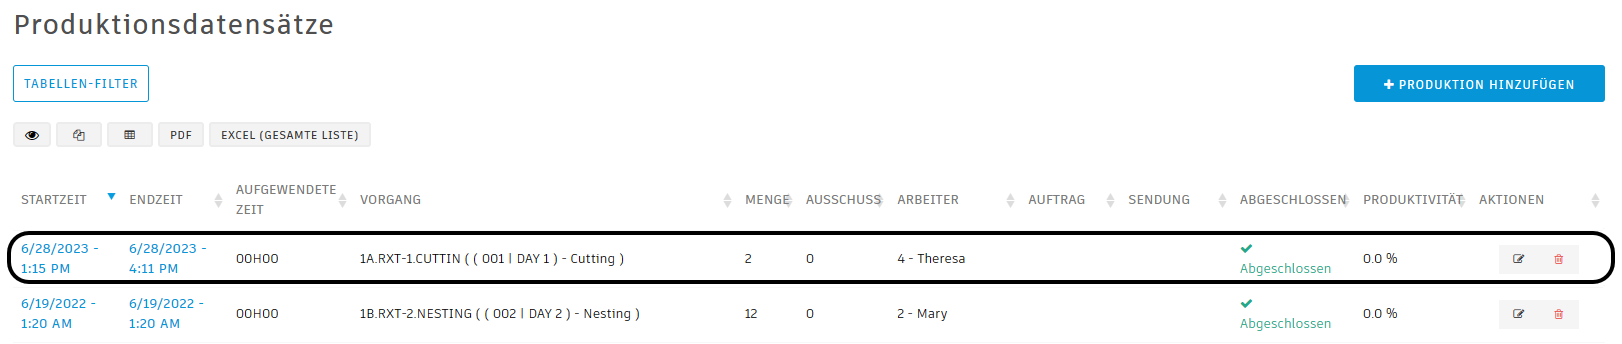 Produktionsdatensätze
TABELLEN-FILTER
PRODUKTION HINZUFÜGEN
PDF EXCEL (GESAMTE LISTE)
STARTZEIT ENDZEIT AUFGEWENDETE ZEIT VORGANG MENGE AUSSCHUSS ARBEITER AUFTRAG SENDUNG ABGESCHLOSSEN PRODUKTIVITÄT AKTIONEN
6/28/2023 - 1:15 PM 6/28/2023 - 4:11 PM 00H00 1A.RXT-1.CUTTIN ( ( 001 | DAY 1 ) - Cutting ) 2 0 4 - Theresa Abgeschlossen 0.0 %
6/19/2022 - 1:20 AM 6/19/2022 - 1:20 AM 00H00 1B.RXT-2.NESTING ( ( 002 | DAY 2 ) - Nesting ) 12 0 2 - Mary Abgeschlossen 0.0 %